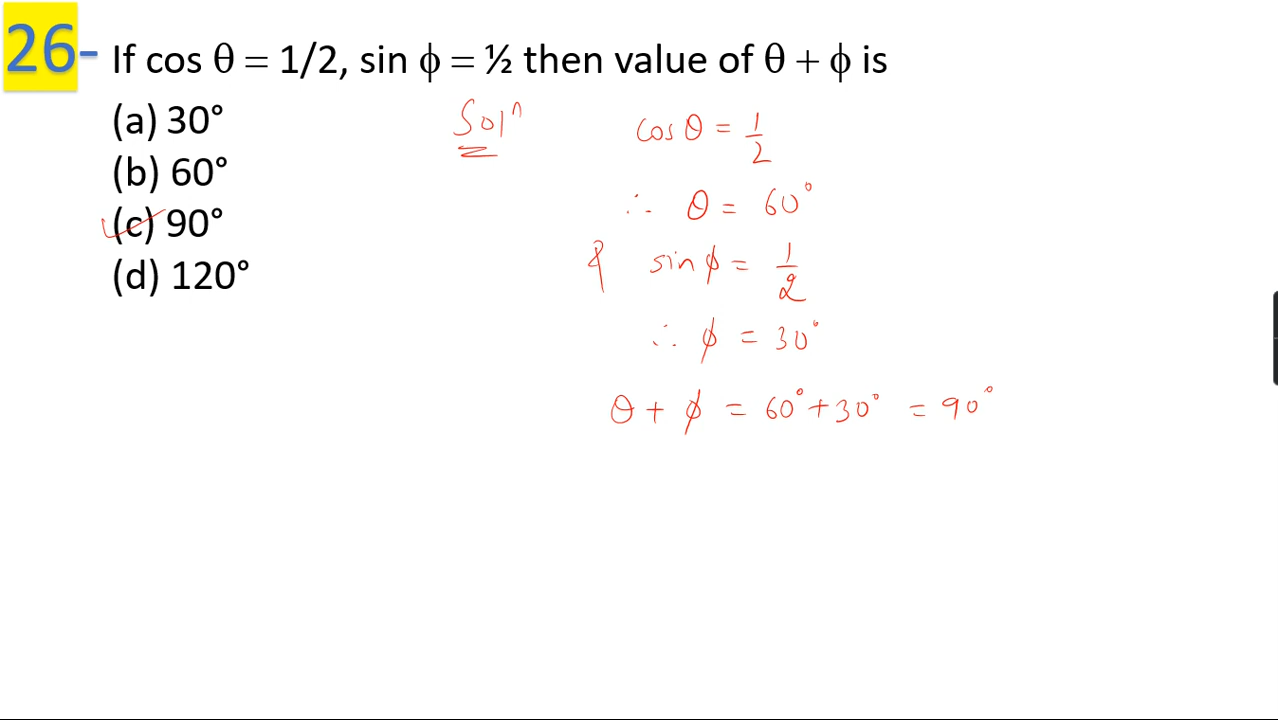 26- If cos θ = 1/2, sin ϕ = ½ then value of θ + ϕ is
(a) 30°
(b) 60°
(c) 90°
(d) 120°
Solⁿ
cos θ = 1/2
∴ θ = 60°
& sin ϕ = 1/2
∴ ϕ = 30°
θ + ϕ = 60° + 30° = 90°